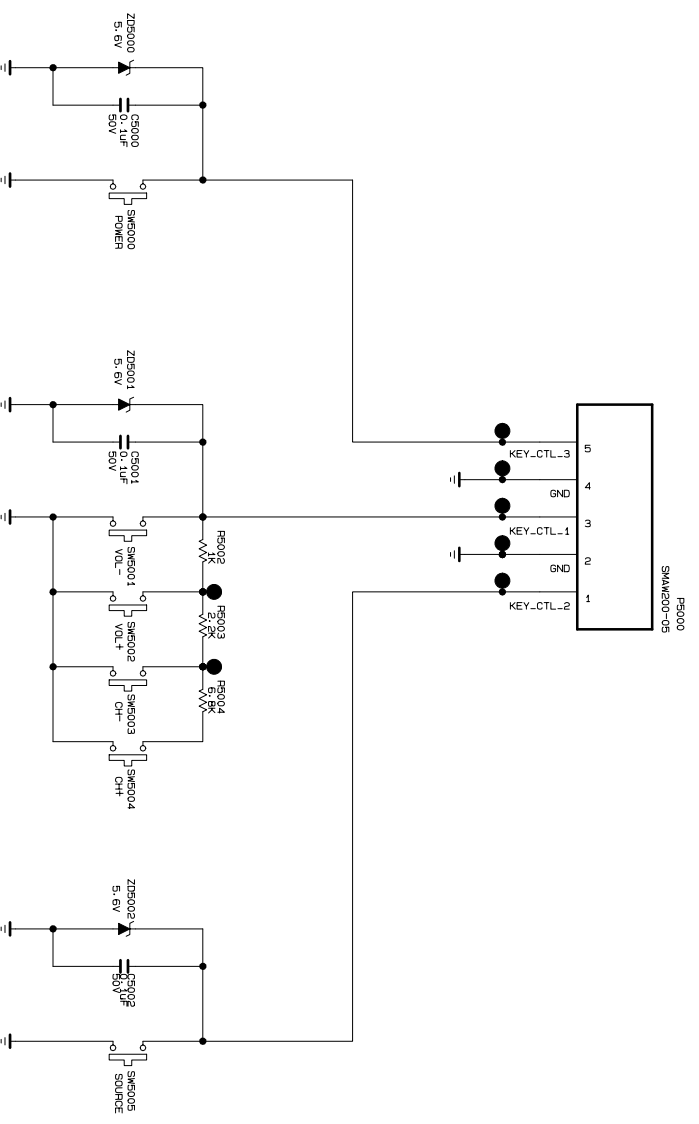 P5000
SMAW200-05
5
KEY_CTL_3
4
GND
3
KEY_CTL_1
2
GND
1
KEY_CTL_2
ZD5000
5.6V
C5000
0.1uF
50V
SW5000
POWER
ZD5001
5.6V
C5001
0.1uF
50V
SW5001
VOL-
R5002
1K
SW5002
VOL+
R5003
2.2K
SW5003
CH-
R5004
6.8K
SW5004
CH+
ZD5002
5.6V
C5002
0.1uF
50V
SW5005
SOURCE